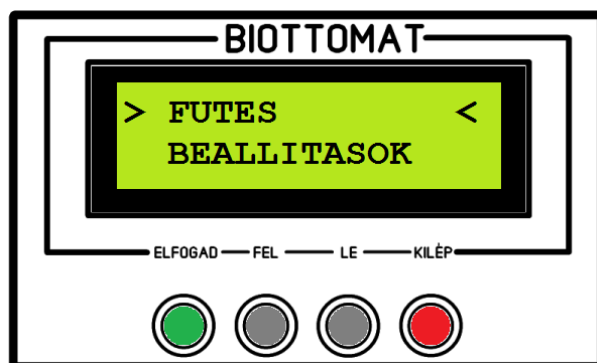 BIOTTOMAT
> FUTES <
BEALLITASOK
ELFOGAD FEL LE KILÉP